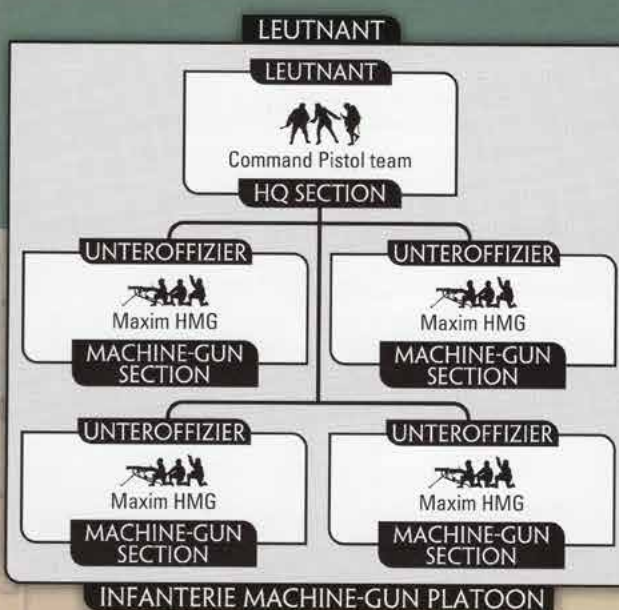 LEUTNANT
LEUTNANT
Command Pistol team
HQ SECTION
UNTEROFFIZIER
Maxim HMG
MACHINE-GUN
SECTION
UNTEROFFIZIER
Maxim HMG
MACHINE-GUN
SECTION
UNTEROFFIZIER
Maxim HMG
MACHINE-GUN
SECTION
UNTEROFFIZIER
Maxim HMG
MACHINE-GUN
SECTION
INFANTERIE MACHINE-GUN PLATOON